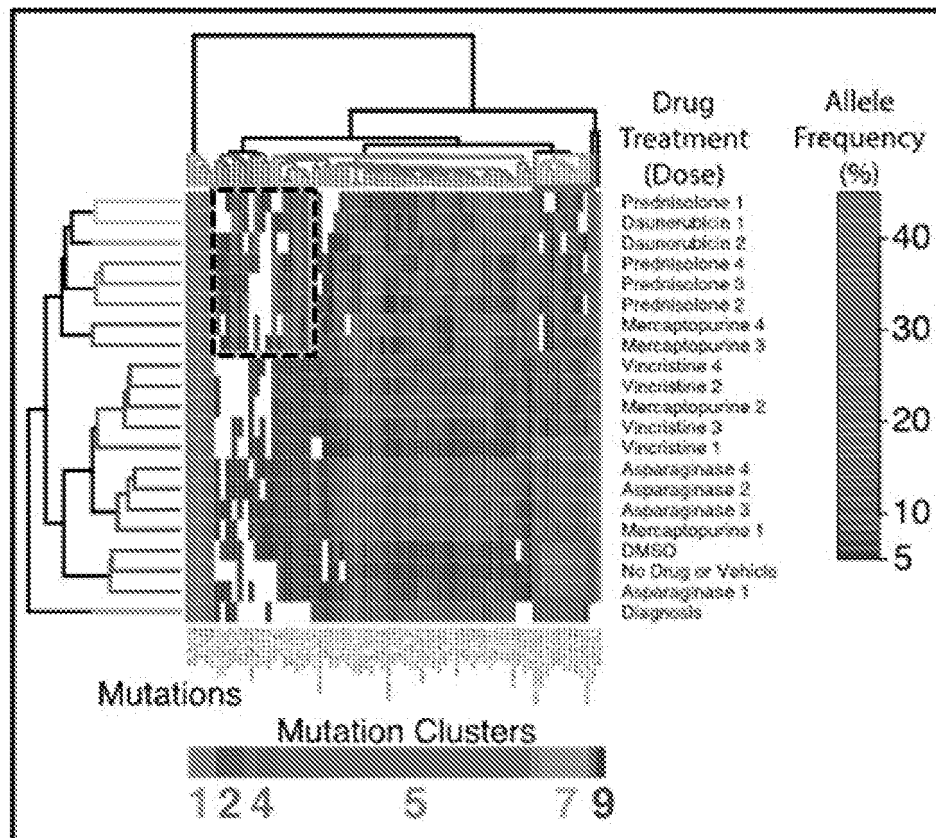 Drug
Treatment
(Dose)
Allele
Frequency
(%)
Prednisolone 1
Daunorubicin 1
Daunorubicin 2
Prednisolone 4
Prednisolone 3
Prednisolone 2
Mercaptopurine 4
Mercaptopurine 3
Vincristine 4
Vincristine 2
Mercaptopurine 2
Vincristine 3
Vincristine 1
Asparaginase 4
Asparaginase 2
Asparaginase 3
Mercaptopurine 1
DMSO
No Drug or Vehicle
Asparaginase 1
Diagnosis
40
30
20
10
5
Mutations
Mutation Clusters
1 2 4 5 7 9